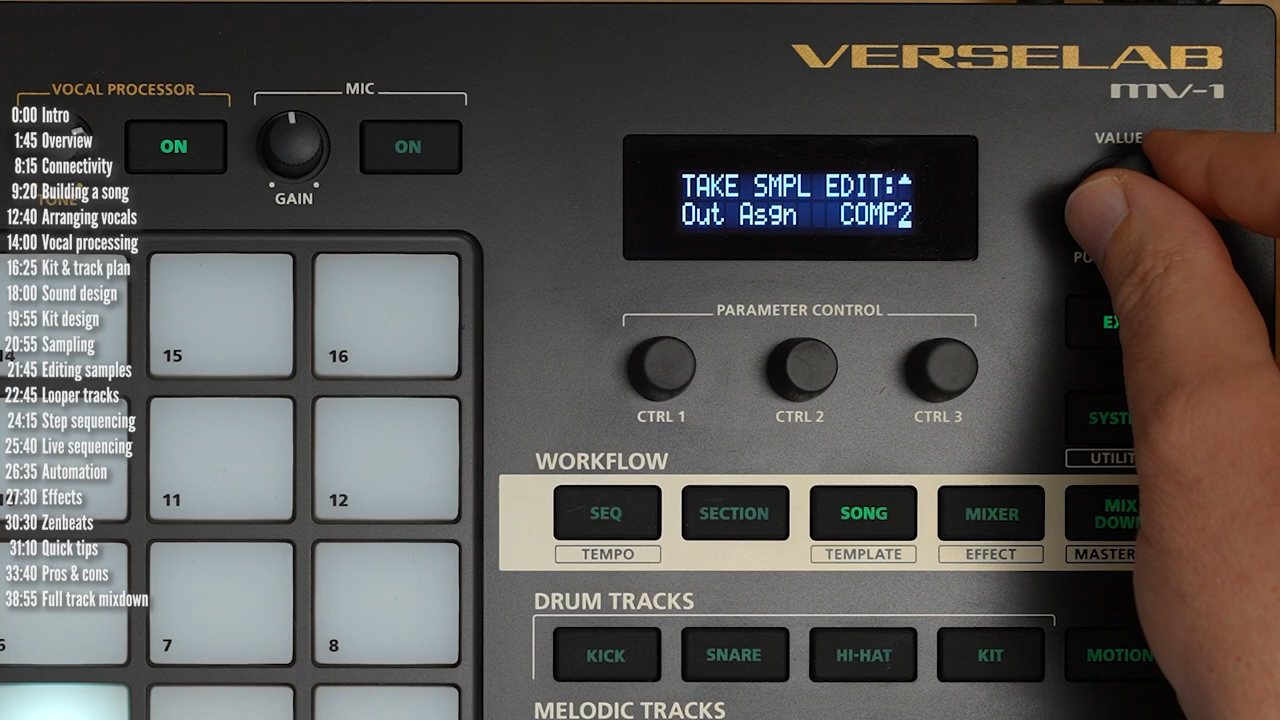 VERSELAB
mv-1
VOCAL PROCESSOR
MIC
ON
ON
GAIN
TONE
VALUE
TAKE SMPL EDIT:
Out Asgn COMP2
PARAMETER CONTROL
CTRL 1
CTRL 2
CTRL 3
0:00 Intro
1:45 Overview
8:15 Connectivity
9:20 Building a song
12:40 Arranging vocals
14:00 Vocal processing
16:25 Kit & track plan
18:00 Sound design
19:55 Kit design
20:55 Sampling
21:45 Editing samples
22:45 Looper tracks
24:15 Step sequencing
25:40 Live sequencing
26:35 Automation
27:30 Effects
30:30 Zenbeats
31:10 Quick tips
33:40 Pros & cons
38:55 Full track mixdown
14
15
16
11
12
6
7
8
WORKFLOW
SEQ
SECTION
SONG
MIXER
MIX
DOWN
TEMPO
TEMPLATE
EFFECT
MASTER
DRUM TRACKS
KICK
SNARE
HI-HAT
KIT
MOTION
MELODIC TRACKS